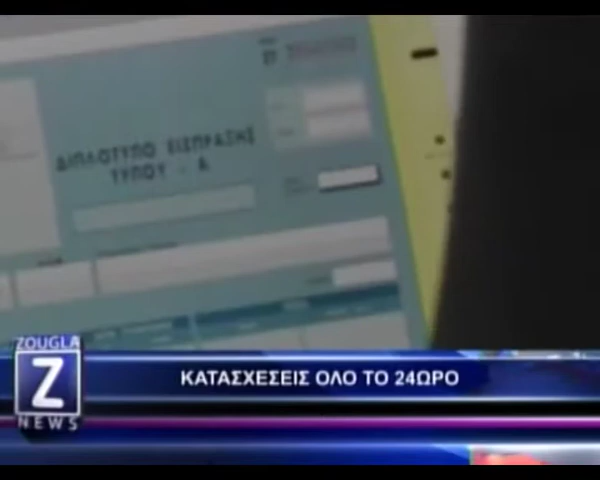 ΔΙΠΛΟΤΥΠΟ ΕΙΣΠΡΑΞΗΣ
ΤΥΠΟΥ - Α
ZOUGLA
Z
NEWS
ΚΑΤΑΣΧΕΣΕΙΣ ΟΛΟ ΤΟ 24ΩΡΟ